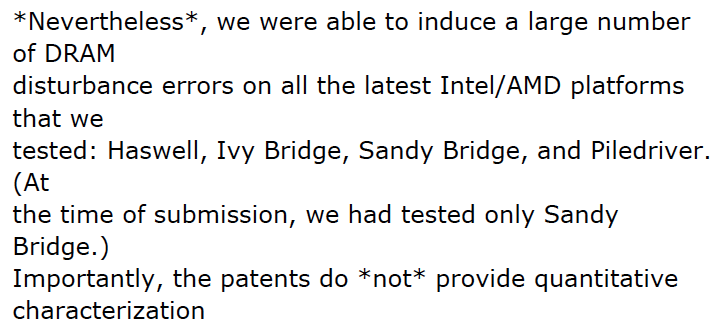 *Nevertheless*, we were able to induce a large number
of DRAM
disturbance errors on all the latest Intel/AMD platforms
that we
tested: Haswell, Ivy Bridge, Sandy Bridge, and Piledriver.
(At
the time of submission, we had tested only Sandy
Bridge.)
Importantly, the patents do *not* provide quantitative
characterization